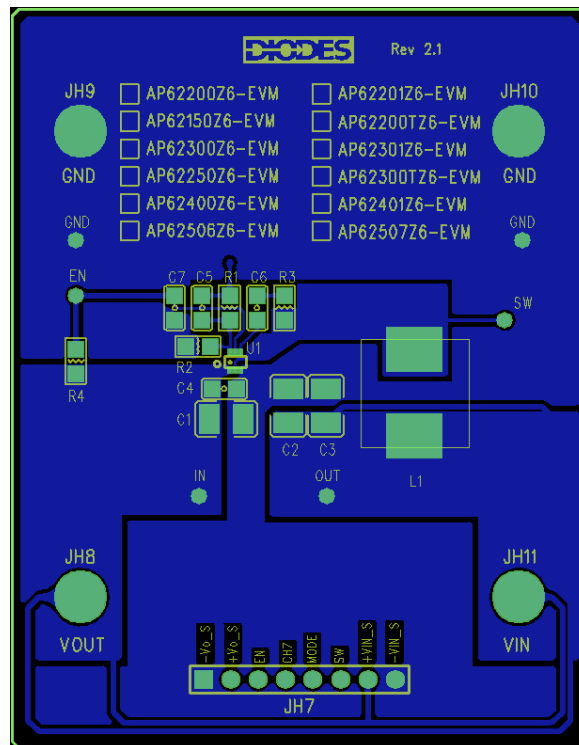 DIODES Rev 2.1
JH9 JH10
AP62200Z6-EVM AP62201Z6-EVM
AP62150Z6-EVM AP62200TZ6-EVM
AP62300Z6-EVM AP62301Z6-EVM
AP62250Z6-EVM AP62300TZ6-EVM
AP62400Z6-EVM AP62401Z6-EVM
AP62506Z6-EVM AP62507Z6-EVM
GND GND
GND GND
EN C7 C5 R1 C6 R3
SW
U1
R2
R4 C4
C1
C2 C3
IN OUT L1
JH8 JH11
VOUT VIN
-Vo_S +Vo_S EN CH7 MODE SW +VIN_S -VIN_S
JH7